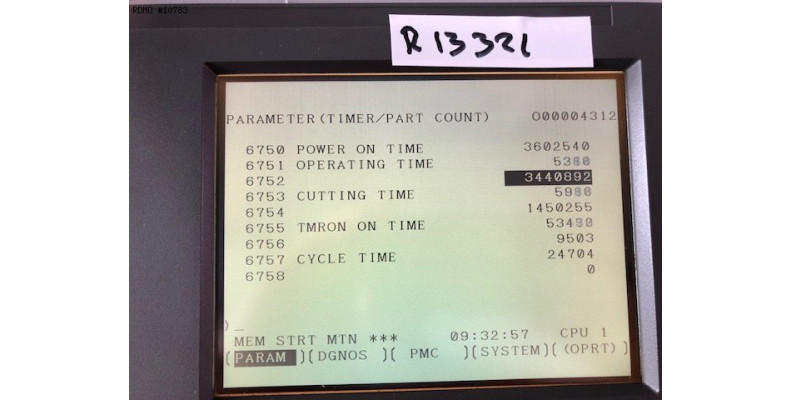 RDMO #10783
R 13321
PARAMETER(TIMER/PART COUNT) O00004312
6750 POWER ON TIME 3602540
6751 OPERATING TIME
6752 3440892
6753 CUTTING TIME
6754 1450255
6755 TMRON ON TIME
6756 9503
6757 CYCLE TIME 24704
6758 0
)_
MEM STRT MTN *** 09:32:57 CPU 1
(PARAM )(DGNOS )( PMC )(SYSTEM)( (OPRT) )